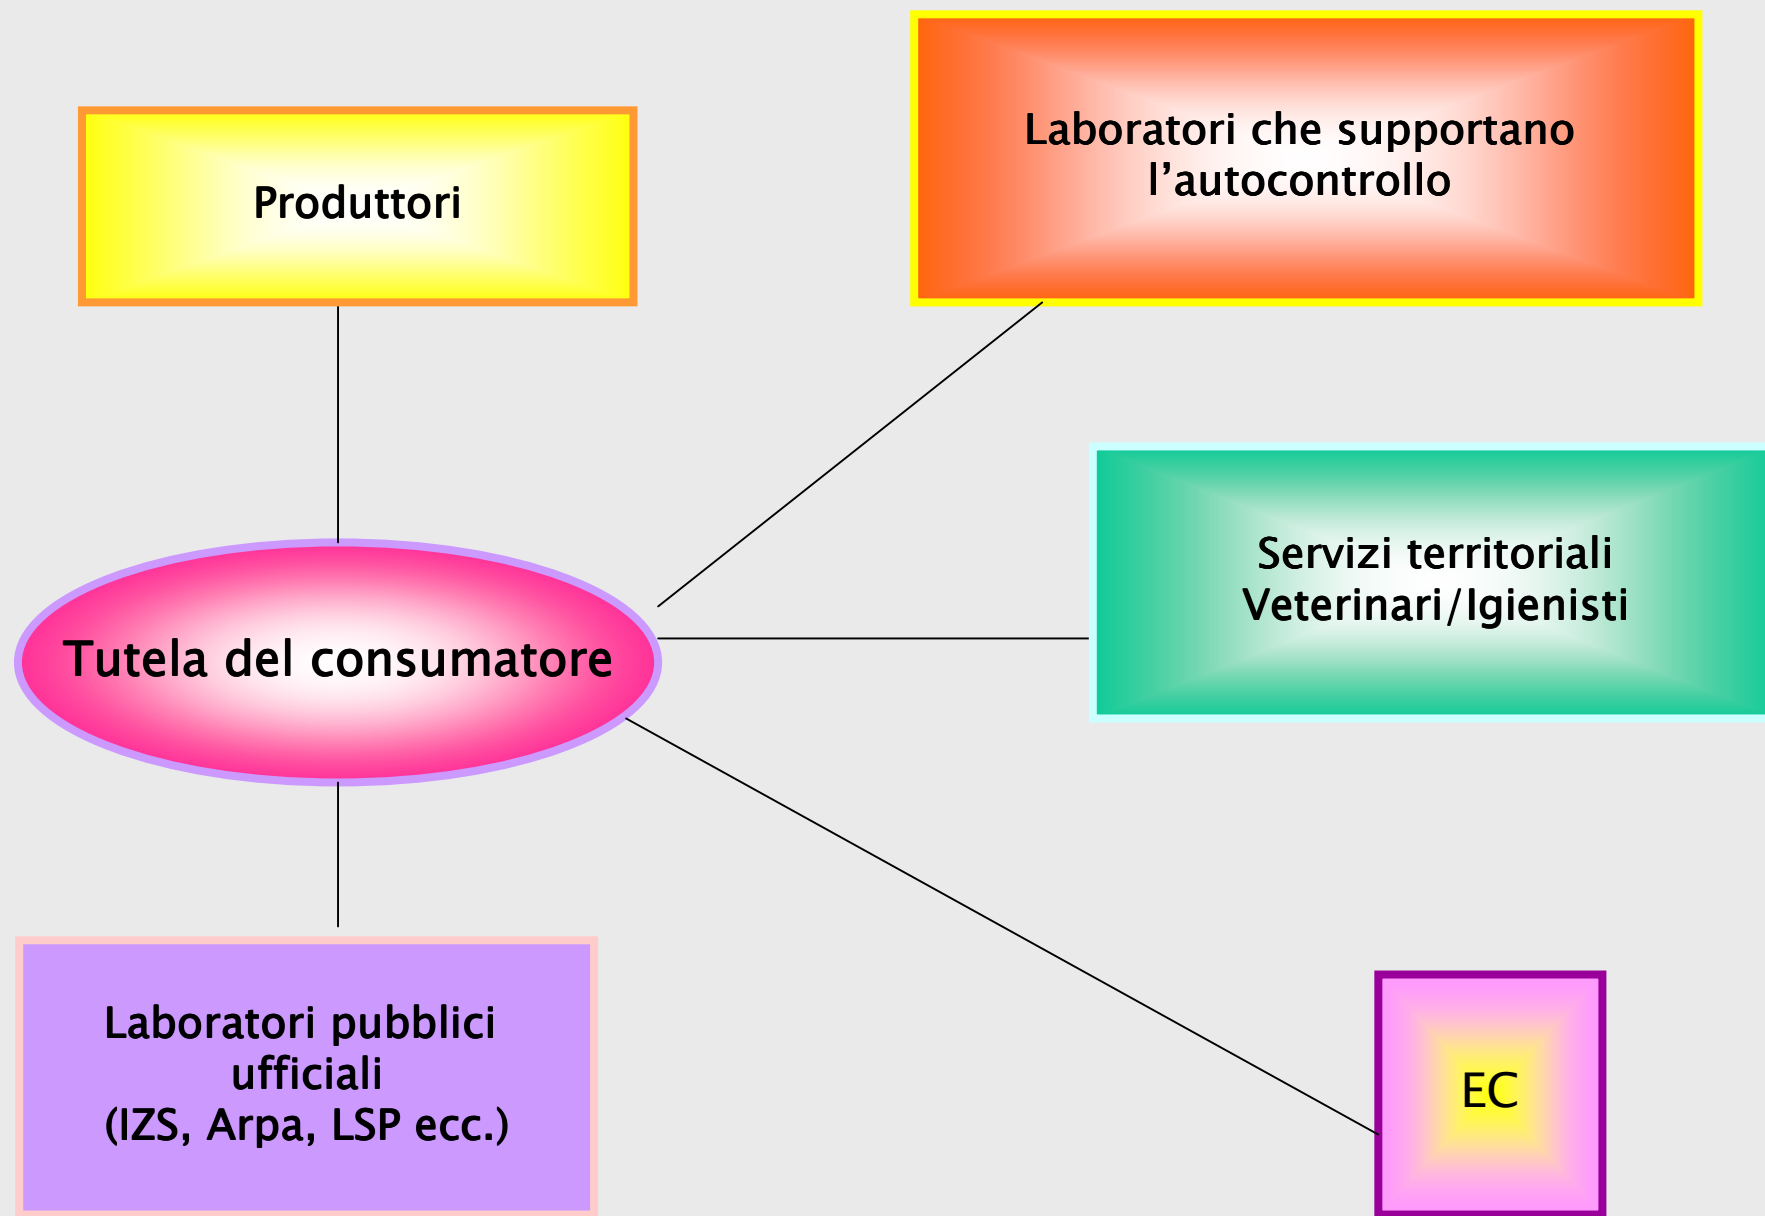 Produttori
Laboratori che supportano
l’autocontrollo
Servizi territoriali
Veterinari/Igienisti
Tutela del consumatore
Laboratori pubblici
ufficiali
(IZS, Arpa, LSP ecc.)
EC